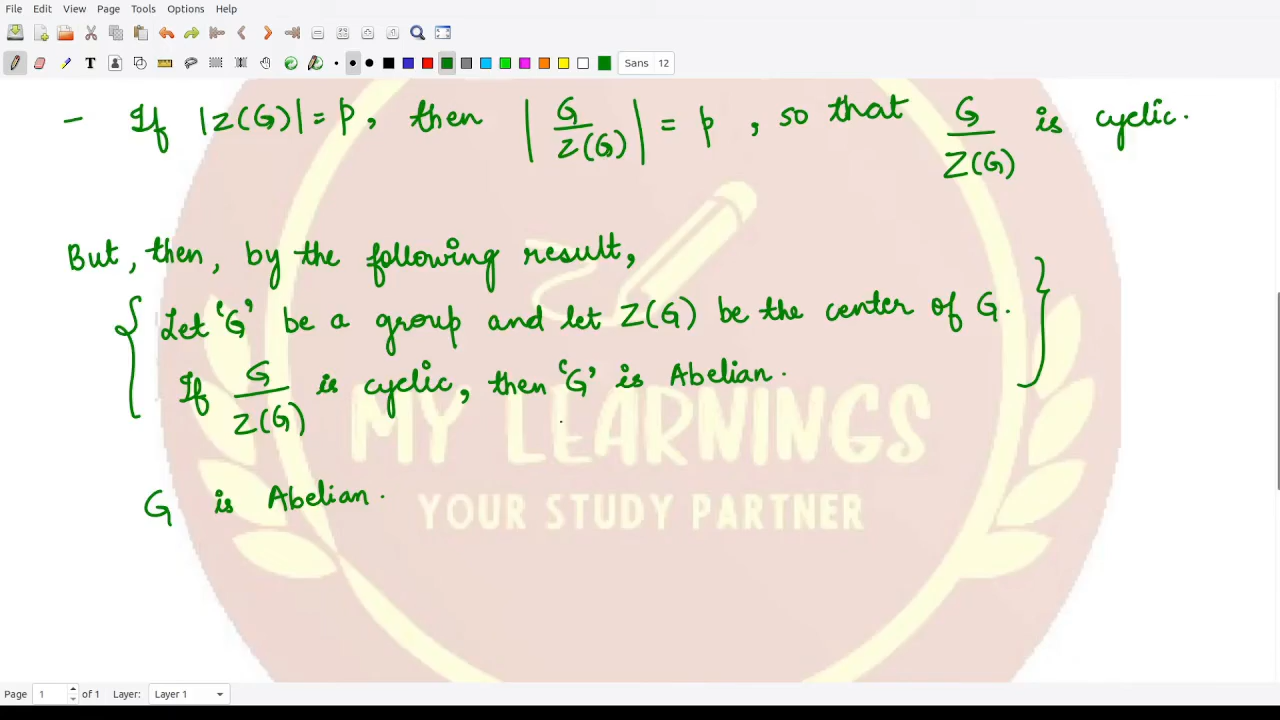 File Edit View Page Tools Options Help
Sans 12
- If |Z(G)| = p, then |G/Z(G)| = p, so that G/Z(G) is cyclic.
But, then, by the following result,
{ Let 'G' be a group and let Z(G) be the center of G. }
If G/Z(G) is cyclic, then 'G' is Abelian.
G is Abelian.
MY LEARNINGS
YOUR STUDY PARTNER
Page 1 of 1 Layer: Layer 1